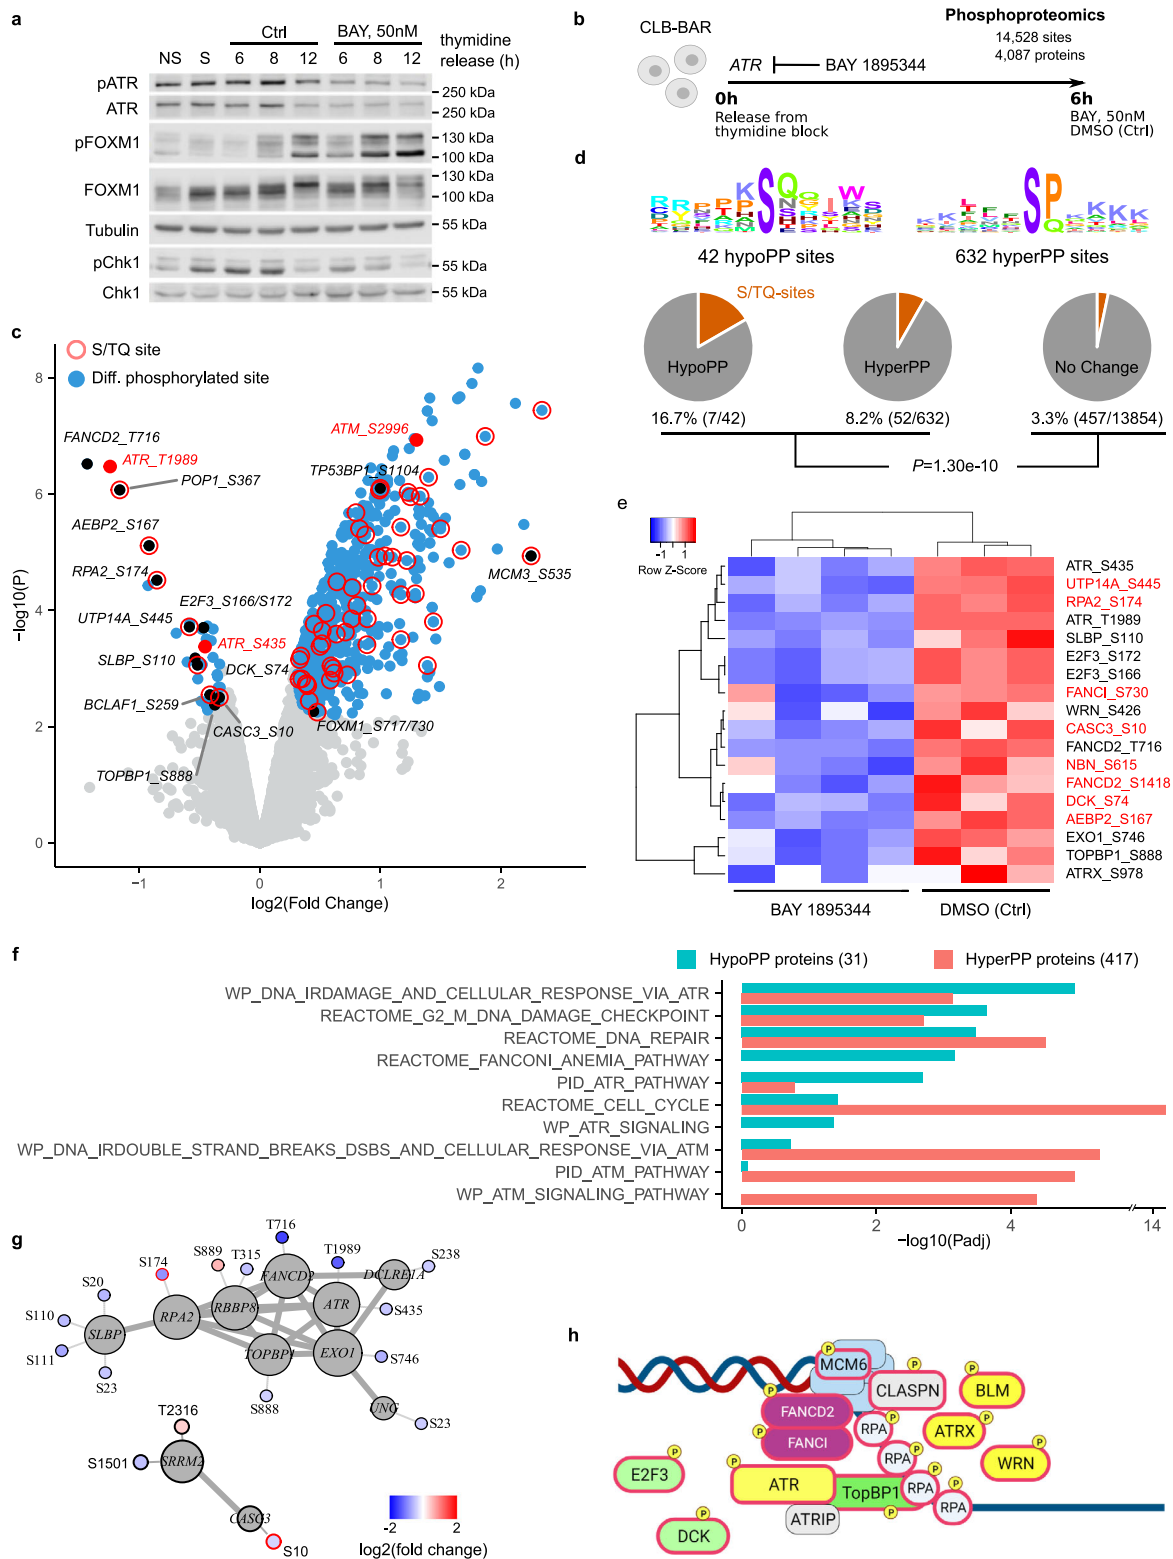 a
Ctrl
BAY, 50nM
thymidine
release (h)
NS S 6 8 12 6 8 12
pATR
250 kDa
ATR
250 kDa
pFOXM1
130 kDa
100 kDa
FOXM1
130 kDa
100 kDa
Tubulin
55 kDa
pChk1
55 kDa
Chk1
55 kDa
b
CLB-BAR
Phosphoproteomics
14,528 sites
4,087 proteins
ATR
BAY 1895344
0h
Release from
thymidine block
6h
BAY, 50nM
DMSO (Ctrl)
c
S/TQ site
Diff. phosphorylated site
−log10(P)
8
6
4
2
0
−1 0 1 2
log2(Fold Change)
FANCD2_T716
ATR_T1989
POP1_S367
AEBP2_S167
RPA2_S174
E2F3_S166/S172
UTP14A_S445
ATR_S435
SLBP_S110
DCK_S74
BCLAF1_S259
CASC3_S10
TOPBP1_S888
ATM_S2996
TP53BP1_S1104
MCM3_S535
FOXM1_S717/730
d
42 hypoPP sites
632 hyperPP sites
S/TQ-sites
HypoPP
HyperPP
No Change
16.7% (7/42)
8.2% (52/632)
3.3% (457/13854)
P=1.30e-10
e
-1 1
Row Z-Score
ATR_S435
UTP14A_S445
RPA2_S174
ATR_T1989
SLBP_S110
E2F3_S172
E2F3_S166
FANCI_S730
WRN_S426
CASC3_S10
FANCD2_T716
NBN_S615
FANCD2_S1418
DCK_S74
AEBP2_S167
EXO1_S746
TOPBP1_S888
ATRX_S978
BAY 1895344
DMSO (Ctrl)
f
HypoPP proteins (31)
HyperPP proteins (417)
WP_DNA_IRDAMAGE_AND_CELLULAR_RESPONSE_VIA_ATR
REACTOME_G2_M_DNA_DAMAGE_CHECKPOINT
REACTOME_DNA_REPAIR
REACTOME_FANCONI_ANEMIA_PATHWAY
PID_ATR_PATHWAY
REACTOME_CELL_CYCLE
WP_ATR_SIGNALING
WP_DNA_IRDOUBLE_STRAND_BREAKS_DSBS_AND_CELLULAR_RESPONSE_VIA_ATM
PID_ATM_PATHWAY
WP_ATM_SIGNALING_PATHWAY
0 2 4 14
−log10(Padj)
g
T716
S889
T315
T1989
S238
S174
FANCD2
DCLRE1A
S20
RBBP8
ATR
S110
RPA2
S435
SLBP
S111
TOPBP1
EXO1
S746
S23
S888
UNG
S23
T2316
SRRM2
S1501
CASC3
S10
-2 2
log2(fold change)
h
P
MCM6
P
CLASPN
P
BLM
P
FANCD2
P
FANCI
P
RPA
P
ATRX
P
RPA
P
WRN
P
E2F3
P
ATR
TopBP1
P
P
RPA
P
RPA
ATRIP
P
DCK